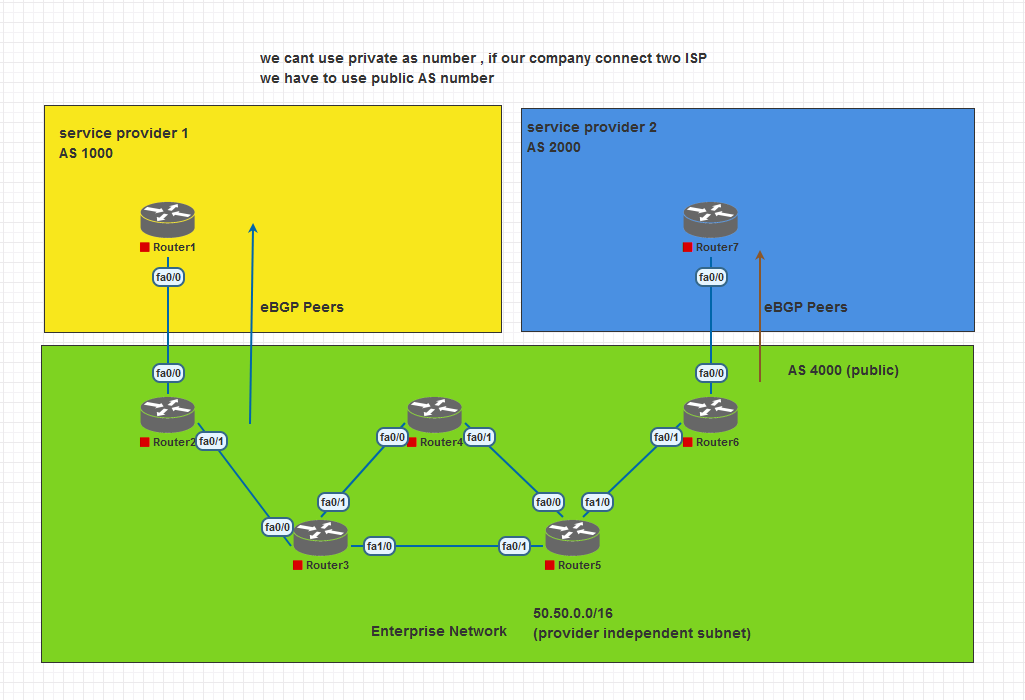 we cant use private as number , if our company connect two ISP
we have to use public AS number
service provider 1
AS 1000
service provider 2
AS 2000
Router1
Router7
fa0/0
fa0/0
eBGP Peers
eBGP Peers
fa0/0
fa0/0
AS 4000 (public)
Router2
fa0/1
fa0/0
Router4
fa0/1
fa0/1
Router6
fa0/1
fa0/0
fa1/0
fa0/0
Router3
fa1/0
fa0/1
Router5
50.50.0.0/16
Enterprise Network
(provider independent subnet)